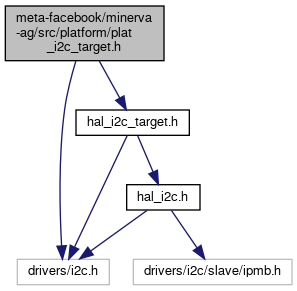 meta-facebook/minerva
-ag/src/platform/plat
_i2c_target.h
hal_i2c_target.h
hal_i2c.h
drivers/i2c.h
drivers/i2c/slave/ipmb.h